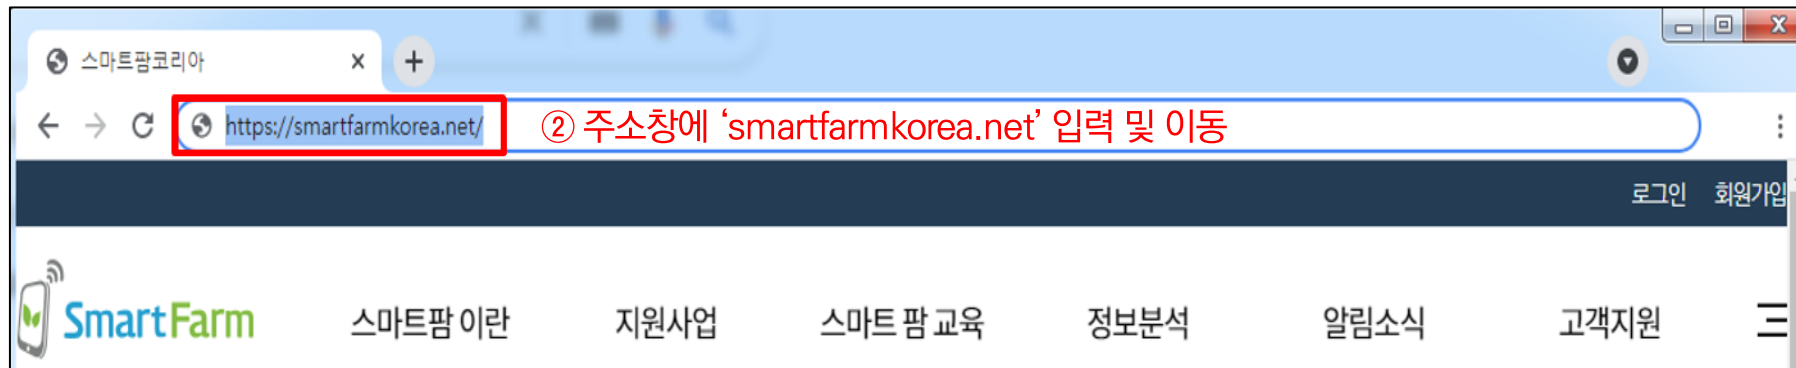 스마트팜코리아
https://smartfarmkorea.net/ ② 주소창에 ‘smartfarmkorea.net’ 입력 및 이동
로그인 회원가입
SmartFarm 스마트팜 이란 지원사업 스마트 팜 교육 정보분석 알림소식 고객지원